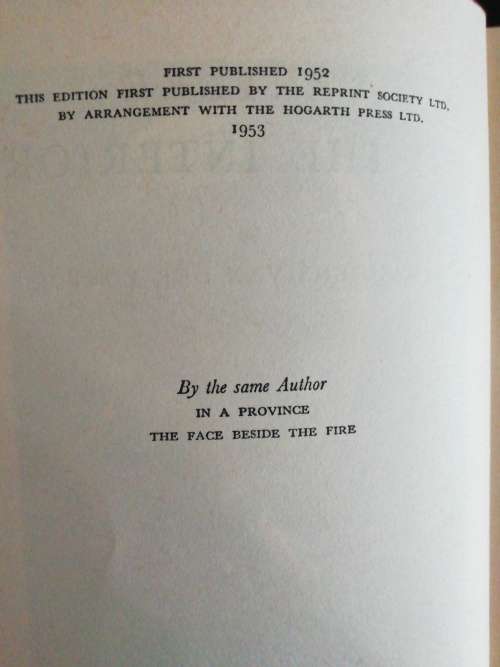 FIRST PUBLISHED 1952
THIS EDITION FIRST PUBLISHED BY THE REPRINT SOCIETY LTD.
BY ARRANGEMENT WITH THE HOGARTH PRESS LTD.
1953
By the same Author
IN A PROVINCE
THE FACE BESIDE THE FIRE